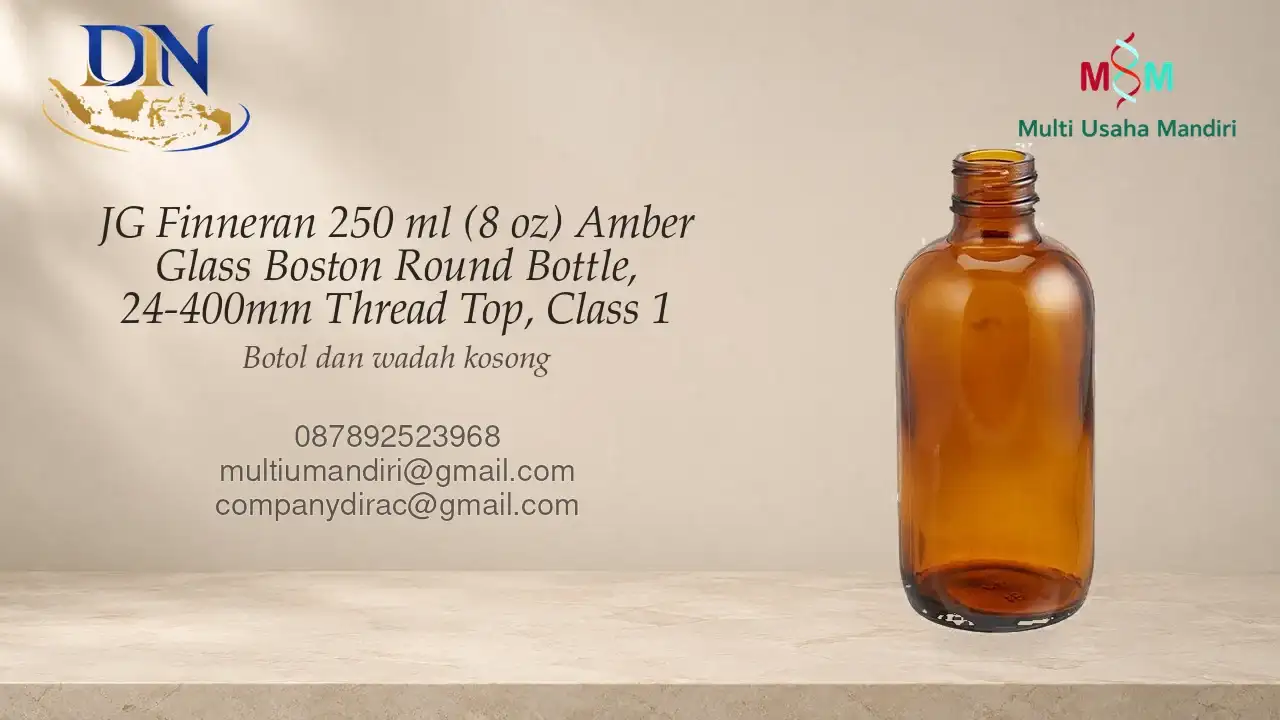 DN
MSM
Multi Usaha Mandiri
JG Finneran 250 ml (8 oz) Amber
Glass Boston Round Bottle,
24-400mm Thread Top, Class 1
Botol dan wadah kosong
087892523968
multiumandiri@gmail.com
companydirac@gmail.com